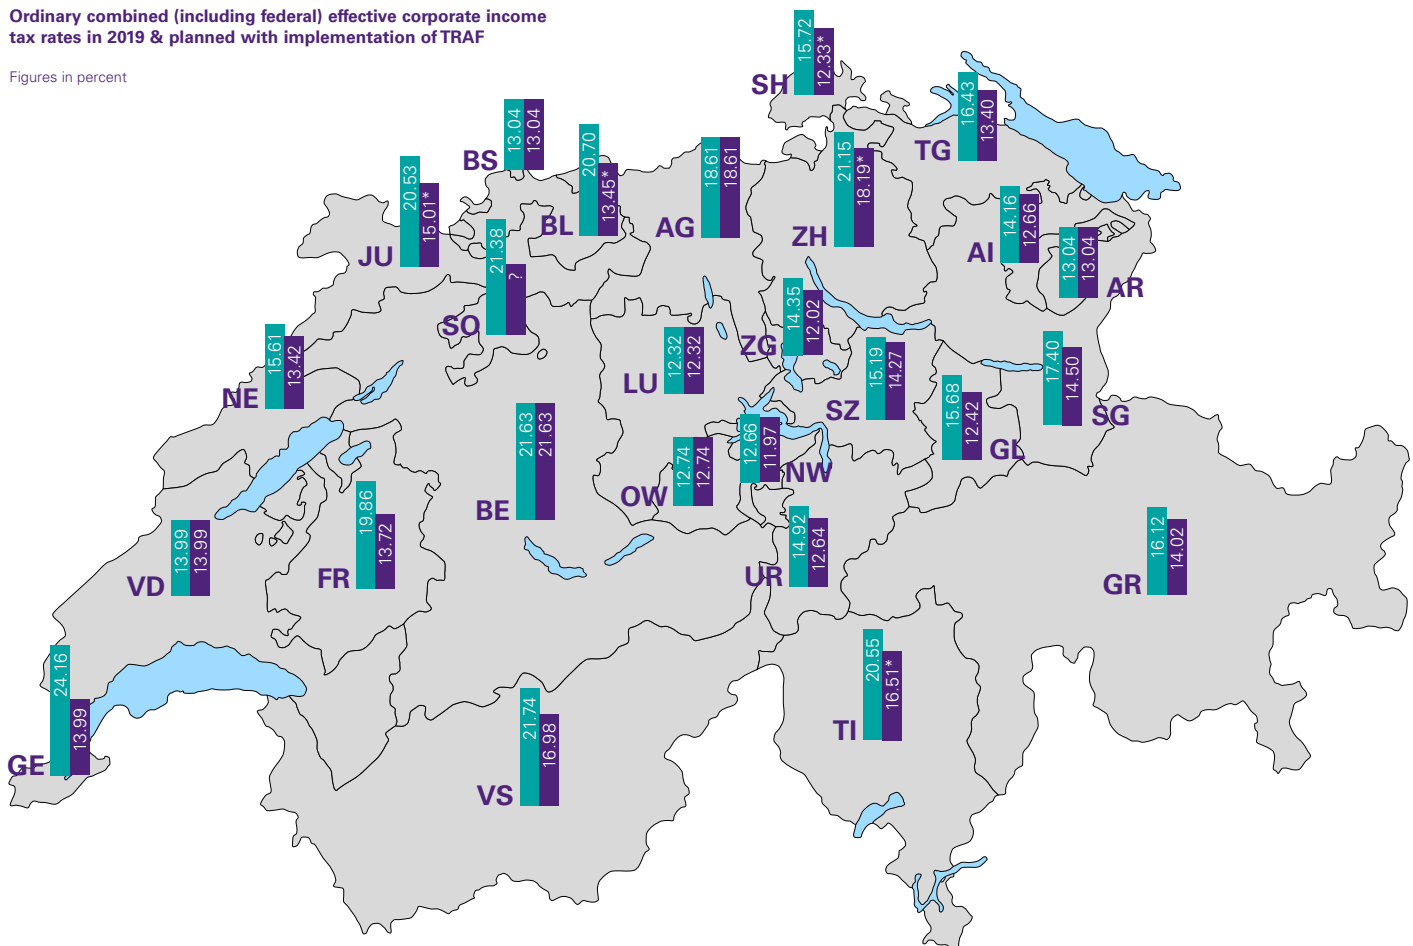 Ordinary combined (including federal) effective corporate income
tax rates in 2019 & planned with implementation of TRAF
Figures in percent
SH
15.72
12.33*
TG
16.43
13.40
BS
13.04
13.04
BL
20.70
13.45*
AG
18.61
18.61
ZH
21.15
18.19*
JU
20.53
15.01*
AI
14.16
12.66
AR
13.04
13.04
SO
21.38
?
ZG
14.35
12.02
NE
15.61
13.42
LU
12.32
12.32
SZ
15.19
14.27
GL
15.68
12.42
SG
17.40
14.50
BE
21.63
21.63
OW
12.74
12.74
NW
12.66
11.97
VD
13.99
13.99
FR
19.86
13.72
UR
14.92
12.64
GR
16.12
14.02
GE
24.16
13.99
VS
21.74
16.98
TI
20.55
16.51*